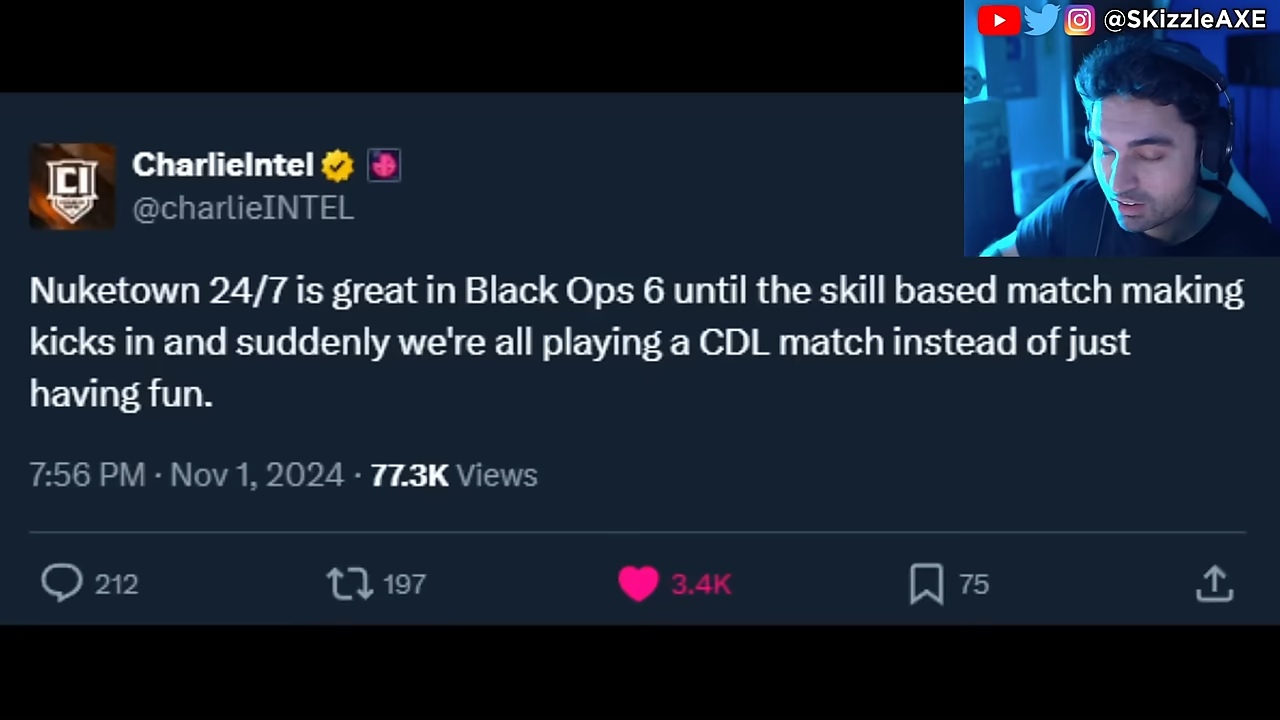 @SKizzleAXE
CI
CharlieIntel
@charlieINTEL
Nuketown 24/7 is great in Black Ops 6 until the skill based match making
kicks in and suddenly we're all playing a CDL match instead of just
having fun.
7:56 PM · Nov 1, 2024 · 77.3K Views
212 197 3.4K 75